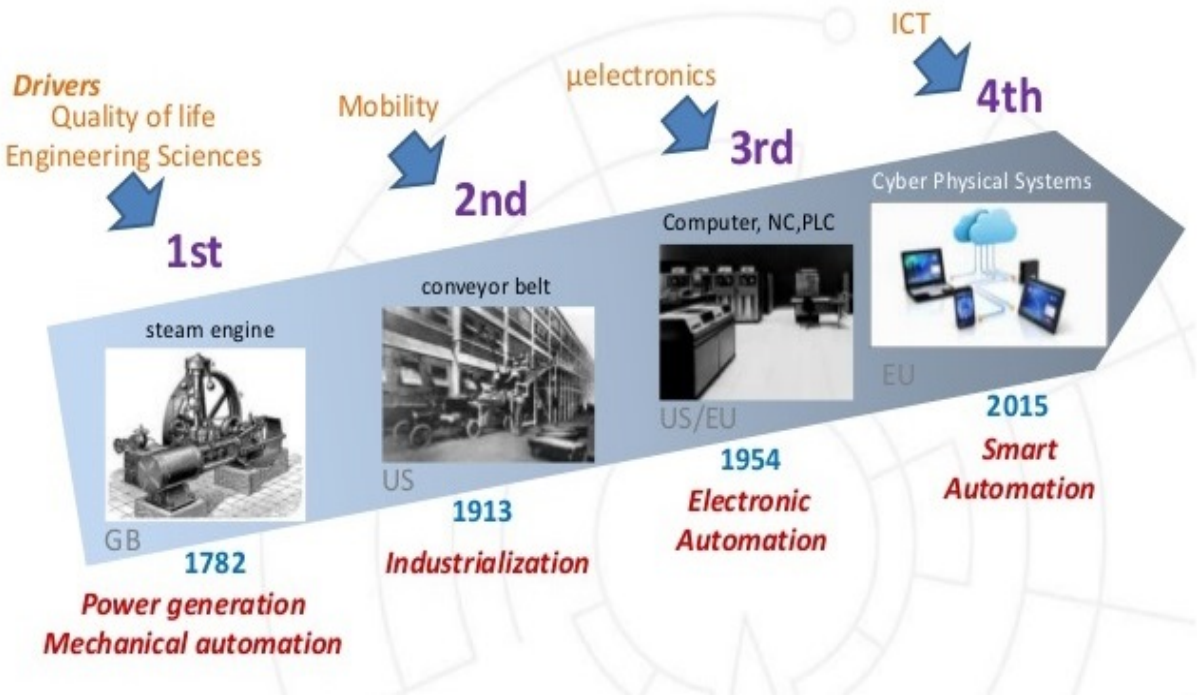 Drivers
Quality of life
Engineering Sciences
1st
steam engine
GB
1782
Power generation
Mechanical automation
Mobility
2nd
conveyor belt
US
1913
Industrialization
µelectronics
3rd
Computer, NC,PLC
US/EU
1954
Electronic
Automation
ICT
4th
Cyber Physical Systems
EU
2015
Smart
Automation